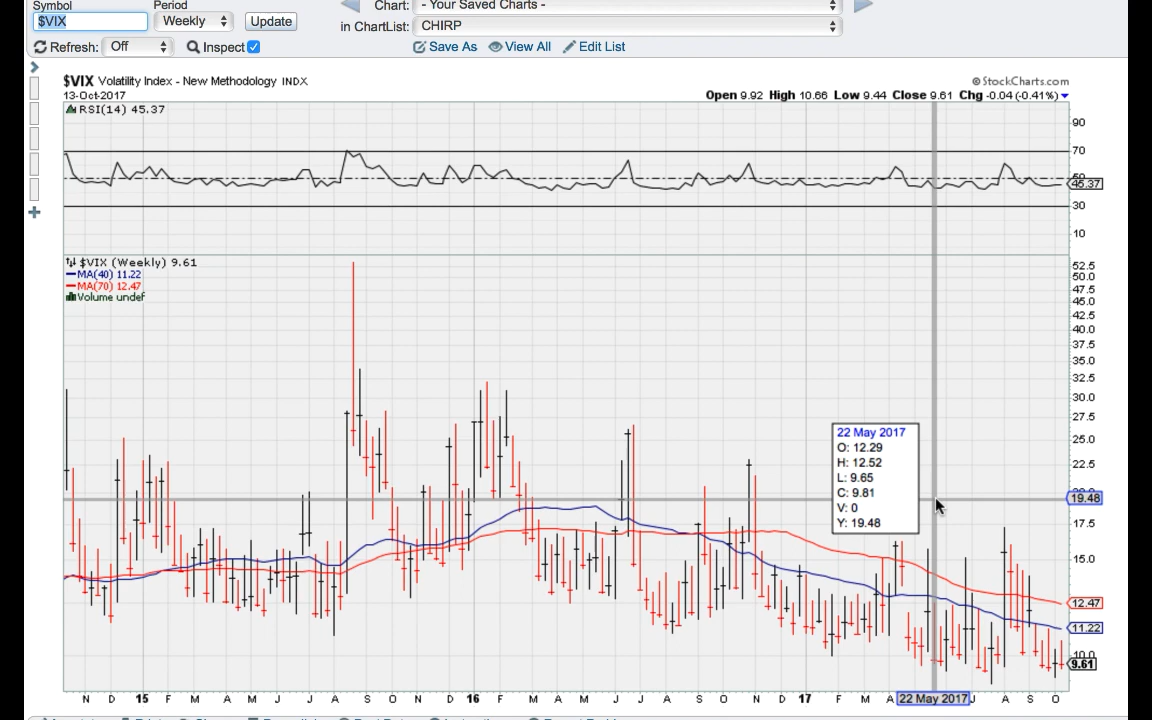 Symbol Period Chart: - Your Saved Charts -
$VIX Weekly Update in ChartList: CHIRP
Refresh: Off Inspect Save As View All Edit List
$VIX Volatility Index - New Methodology INDX © StockCharts.com
13-Oct-2017 Open 9.92 High 10.66 Low 9.44 Close 9.61 Chg -0.04 (-0.41%)
RSI(14) 45.37
90
70
50
45.37
30
10
$VIX (Weekly) 9.61
MA(40) 11.22
MA(70) 12.47
Volume undef
52.5
50.0
47.5
45.0
42.5
40.0
37.5
35.0
32.5
30.0
27.5
25.0
22.5
19.48
17.5
15.0
12.47
11.22
10.0
9.61
22 May 2017
O: 12.29
H: 12.52
L: 9.65
C: 9.81
V: 0
Y: 19.48
N D 15 F M A M J J A S O N D 16 F M A M J J A S O N D 17 F M A 22 May 2017 J A S O